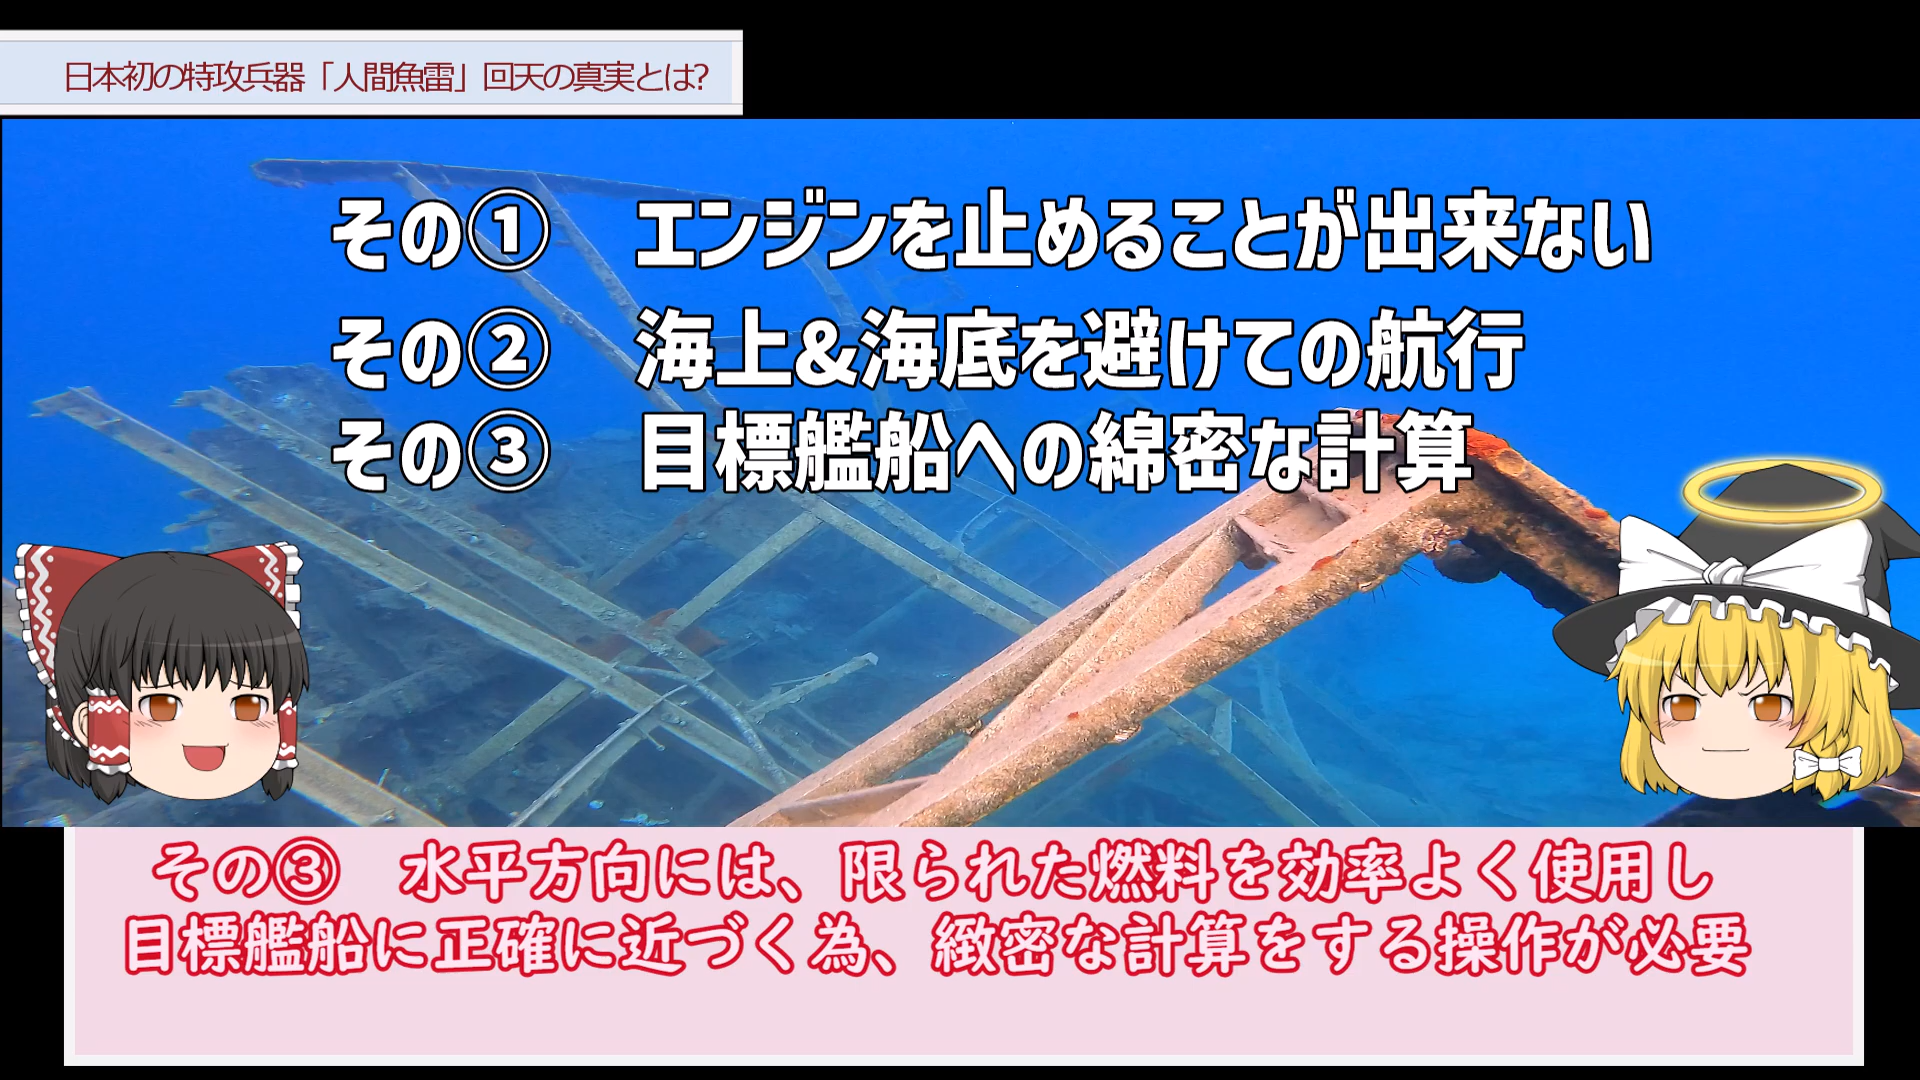 日本初の特攻兵器「人間魚雷」回天の真実とは?
その① エンジンを止めることが出来ない
その② 海上&海底を避けての航行
その③ 目標艦船への綿密な計算
その③ 水平方向には、限られた燃料を効率よく使用し
目標艦船に正確に近づく為、緻密な計算をする操作が必要